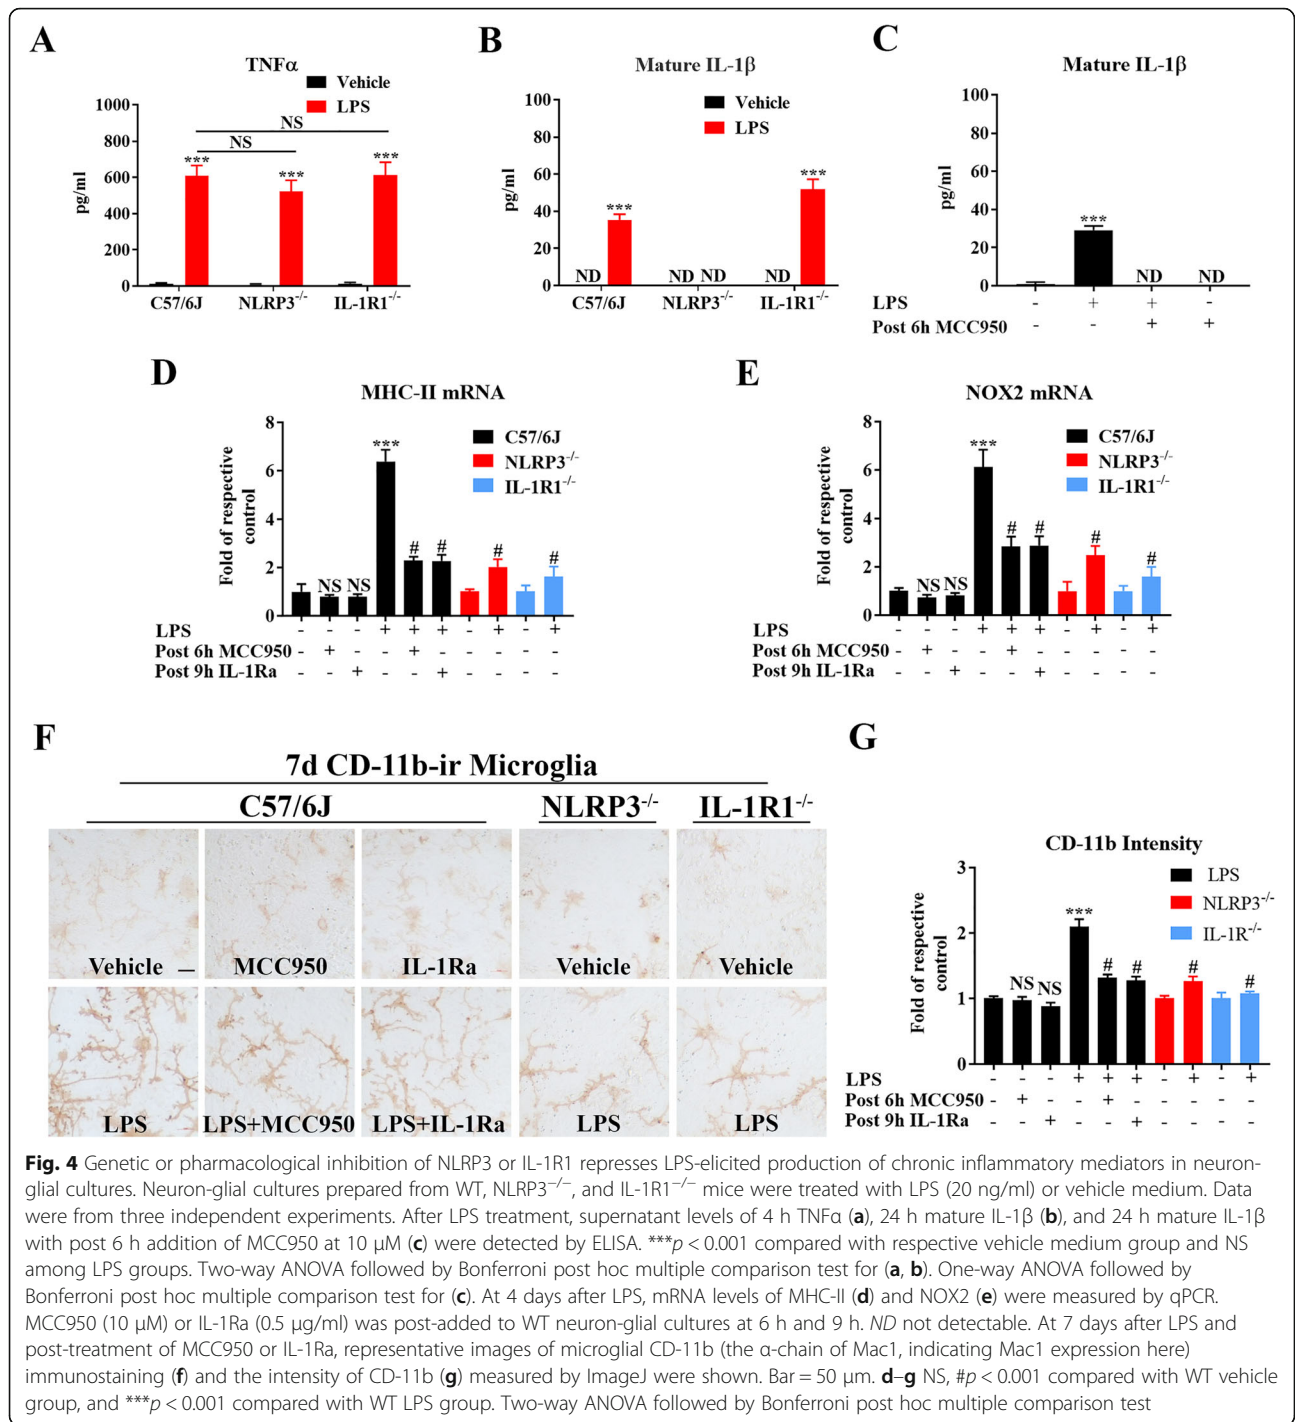 A
TNFα
Vehicle
LPS
1000
800
600
400
200
0
pg/ml
NS
NS
*** *** ***
C57/6J NLRP3-/- IL-1R1-/-
B
Mature IL-1β
Vehicle
LPS
100
80
60
40
20
0
pg/ml
ND *** ND ND ND ***
C57/6J NLRP3-/- IL-1R1-/-
C
Mature IL-1β
100
80
60
40
20
0
pg/ml
*** ND ND
LPS - + + -
Post 6h MCC950 - - + +
D
MHC-II mRNA
C57/6J
NLRP3-/-
IL-1R1-/-
8
6
4
2
0
Fold of respective
control
NS NS *** # # # #
LPS - - - + + + - + - +
Post 6h MCC950 - + - - + - - - - -
Post 9h IL-1Ra - - + - - + - - - -
E
NOX2 mRNA
C57/6J
NLRP3-/-
IL-1R1-/-
8
6
4
2
0
Fold of respective
control
NS NS *** # # # #
LPS - - - + + + - + - +
Post 6h MCC950 - + - - + - - - - -
Post 9h IL-1Ra - - + - - + - - - -
F
7d CD-11b-ir Microglia
C57/6J NLRP3-/- IL-1R1-/-
Vehicle MCC950 IL-1Ra Vehicle Vehicle
LPS LPS+MCC950 LPS+IL-1Ra LPS LPS
G
CD-11b Intensity
LPS
NLRP3-/-
IL-1R-/-
3
2
1
0
Fold of respective
control
NS NS *** # # # #
LPS - - - + + + - + - +
Post 6h MCC950 - + - - + - - - - -
Post 9h IL-1Ra - - + - - + - - - -
Fig. 4 Genetic or pharmacological inhibition of NLRP3 or IL-1R1 represses LPS-elicited production of chronic inflammatory mediators in neuron-
glial cultures. Neuron-glial cultures prepared from WT, NLRP3−/−, and IL-1R1−/− mice were treated with LPS (20 ng/ml) or vehicle medium. Data
were from three independent experiments. After LPS treatment, supernatant levels of 4 h TNFα (a), 24 h mature IL-1β (b), and 24 h mature IL-1β
with post 6 h addition of MCC950 at 10 μM (c) were detected by ELISA. ***p < 0.001 compared with respective vehicle medium group and NS
among LPS groups. Two-way ANOVA followed by Bonferroni post hoc multiple comparison test for (a, b). One-way ANOVA followed by
Bonferroni post hoc multiple comparison test for (c). At 4 days after LPS, mRNA levels of MHC-II (d) and NOX2 (e) were measured by qPCR.
MCC950 (10 μM) or IL-1Ra (0.5 μg/ml) was post-added to WT neuron-glial cultures at 6 h and 9 h. ND not detectable. At 7 days after LPS and
post-treatment of MCC950 or IL-1Ra, representative images of microglial CD-11b (the α-chain of Mac1, indicating Mac1 expression here)
immunostaining (f) and the intensity of CD-11b (g) measured by ImageJ were shown. Bar = 50 μm. d–g NS, #p < 0.001 compared with WT vehicle
group, and ***p < 0.001 compared with WT LPS group. Two-way ANOVA followed by Bonferroni post hoc multiple comparison test